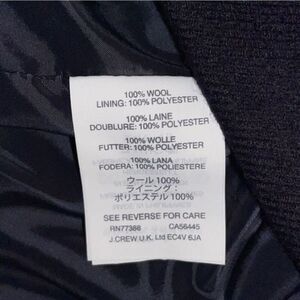 100% WOOL
LINING: 100% POLYESTER
100% LAINE
DOUBLURE: 100% POLYESTER
100% WOLLE
FUTTER: 100% POLYESTER
100% LANA
FODERA: 100% POLIESTERE
ウール 100%
ライニング :
ポリエステル 100%
SEE REVERSE FOR CARE
RN77388 CA56445
J.CREW U.K. Ltd EC4V 6JA